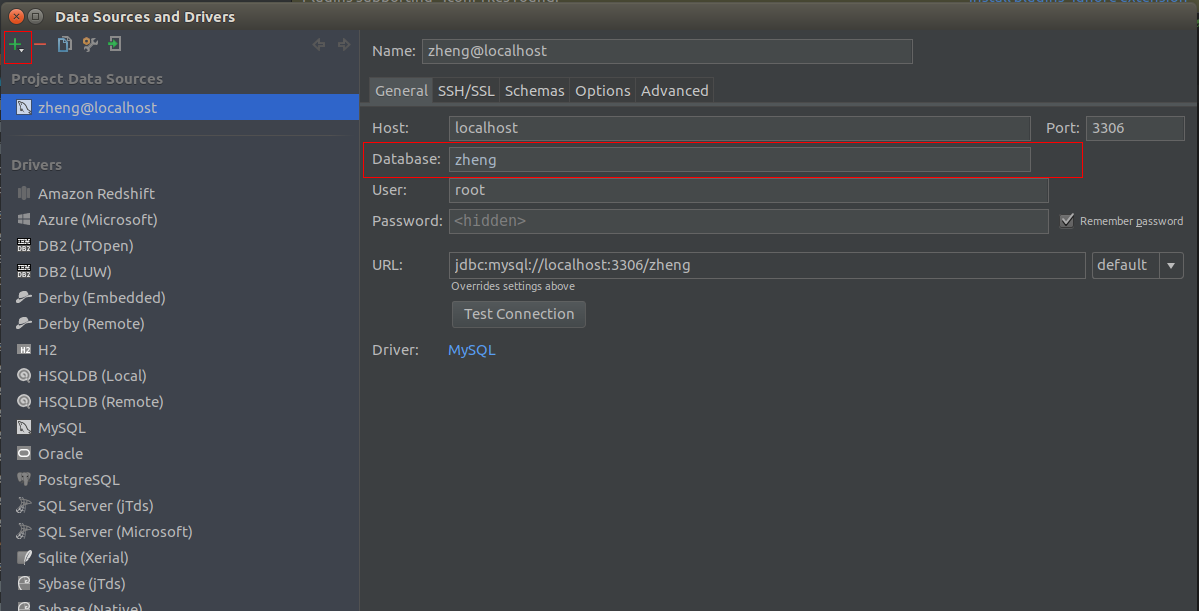 Data Sources and Drivers
Project Data Sources
zheng@localhost
Drivers
Amazon Redshift
Azure (Microsoft)
DB2 (JTOpen)
DB2 (LUW)
Derby (Embedded)
Derby (Remote)
H2
HSQLDB (Local)
HSQLDB (Remote)
MySQL
Oracle
PostgreSQL
SQL Server (jTds)
SQL Server (Microsoft)
Sqlite (Xerial)
Sybase (jTds)
Sybase (Native)
Name: zheng@localhost
General SSH/SSL Schemas Options Advanced
Host: localhost Port: 3306
Database: zheng
User: root
Password: <hidden> Remember password
URL: jdbc:mysql://localhost:3306/zheng default
Overrides settings above
Test Connection
Driver: MySQL